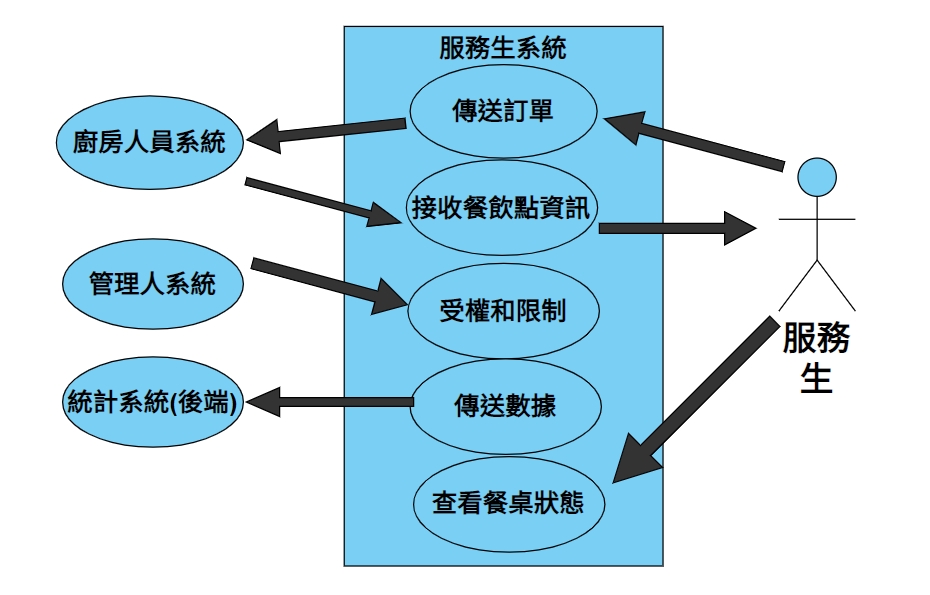 服務生系統
傳送訂單
廚房人員系統
接收餐飲點資訊
管理人系統
受權和限制
服務
生
統計系統(後端)
傳送數據
查看餐桌狀態